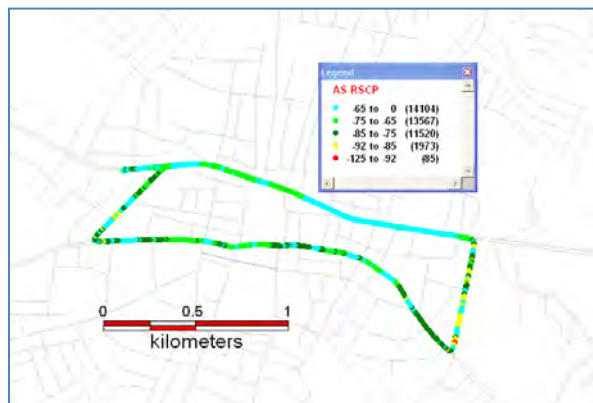 Legend
AS RSCP
-65 to 0 (14104)
-75 to -65 (13567)
-85 to -75 (11520)
-92 to -85 (1973)
-125 to -92 (85)
0 0.5 1
kilometers